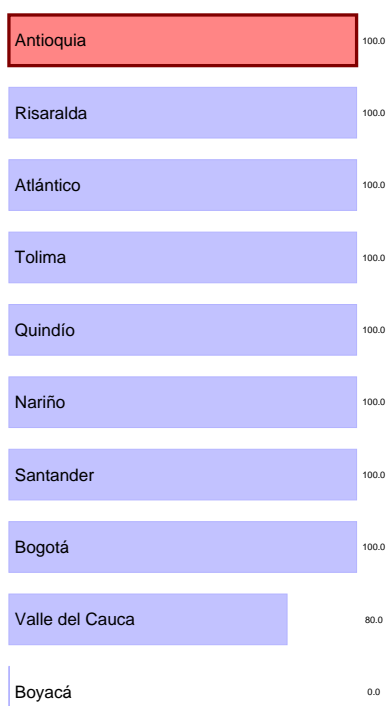 Antioquia 100.0
Risaralda 100.0
Atlántico 100.0
Tolima 100.0
Quindío 100.0
Nariño 100.0
Santander 100.0
Bogotá 100.0
Valle del Cauca 80.0
Boyacá 0.0